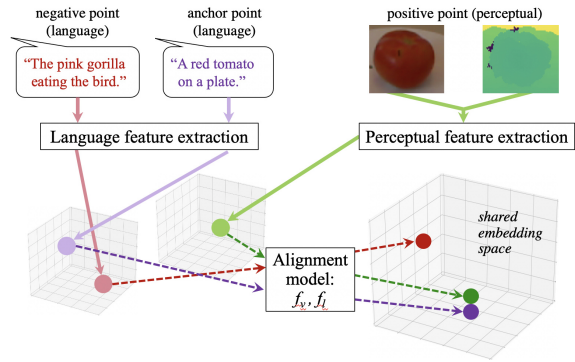 negative point
(language)
anchor point
(language)
positive point (perceptual)
“The pink gorilla
eating the bird.”
“A red tomato
on a plate.”
Language feature extraction
Perceptual feature extraction
shared
embedding
space
Alignment
model:
fᵥ, fₗ